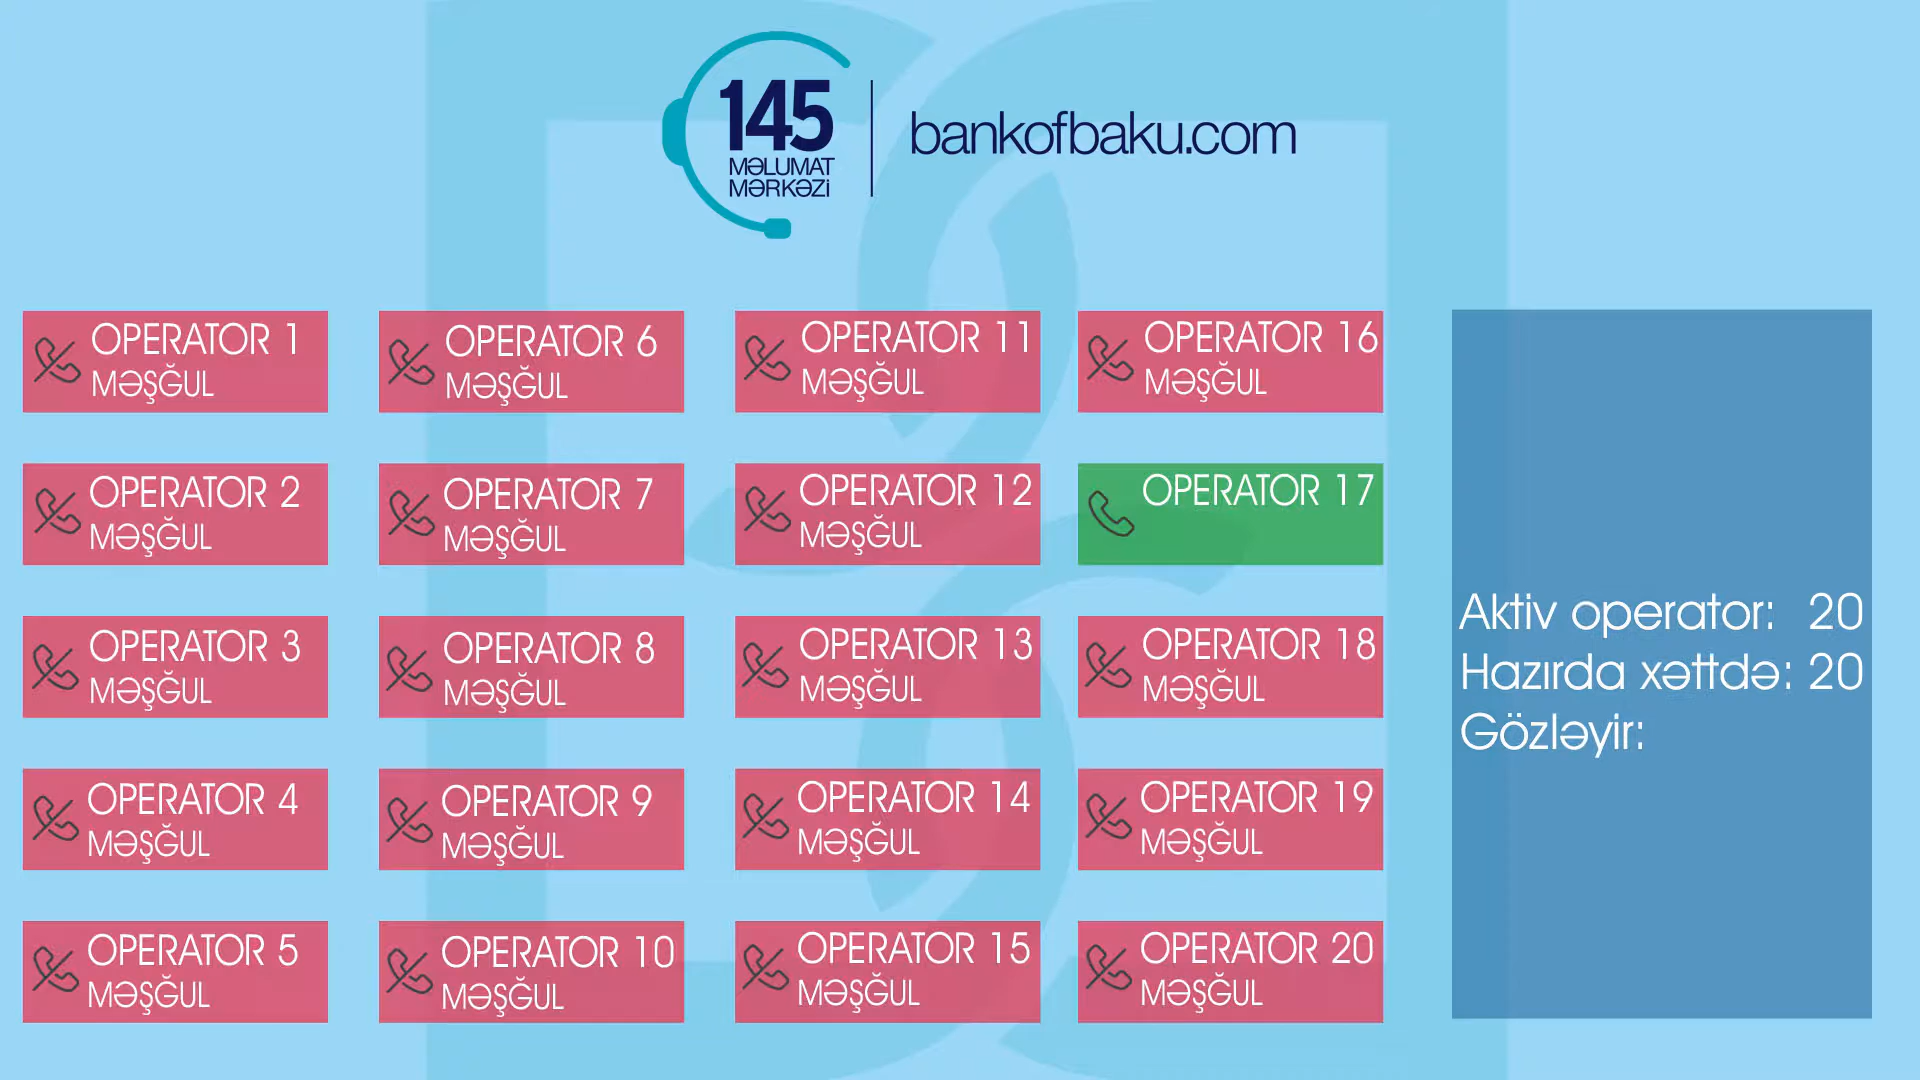 145
MƏLUMAT
MƏRKƏZİ
bankofbaku.com
OPERATOR 1
MƏŞĞUL
OPERATOR 2
MƏŞĞUL
OPERATOR 3
MƏŞĞUL
OPERATOR 4
MƏŞĞUL
OPERATOR 5
MƏŞĞUL
OPERATOR 6
MƏŞĞUL
OPERATOR 7
MƏŞĞUL
OPERATOR 8
MƏŞĞUL
OPERATOR 9
MƏŞĞUL
OPERATOR 10
MƏŞĞUL
OPERATOR 11
MƏŞĞUL
OPERATOR 12
MƏŞĞUL
OPERATOR 13
MƏŞĞUL
OPERATOR 14
MƏŞĞUL
OPERATOR 15
MƏŞĞUL
OPERATOR 16
MƏŞĞUL
OPERATOR 17
OPERATOR 18
MƏŞĞUL
OPERATOR 19
MƏŞĞUL
OPERATOR 20
MƏŞĞUL
Aktiv operator: 20
Hazırda xəttdə: 20
Gözləyir: